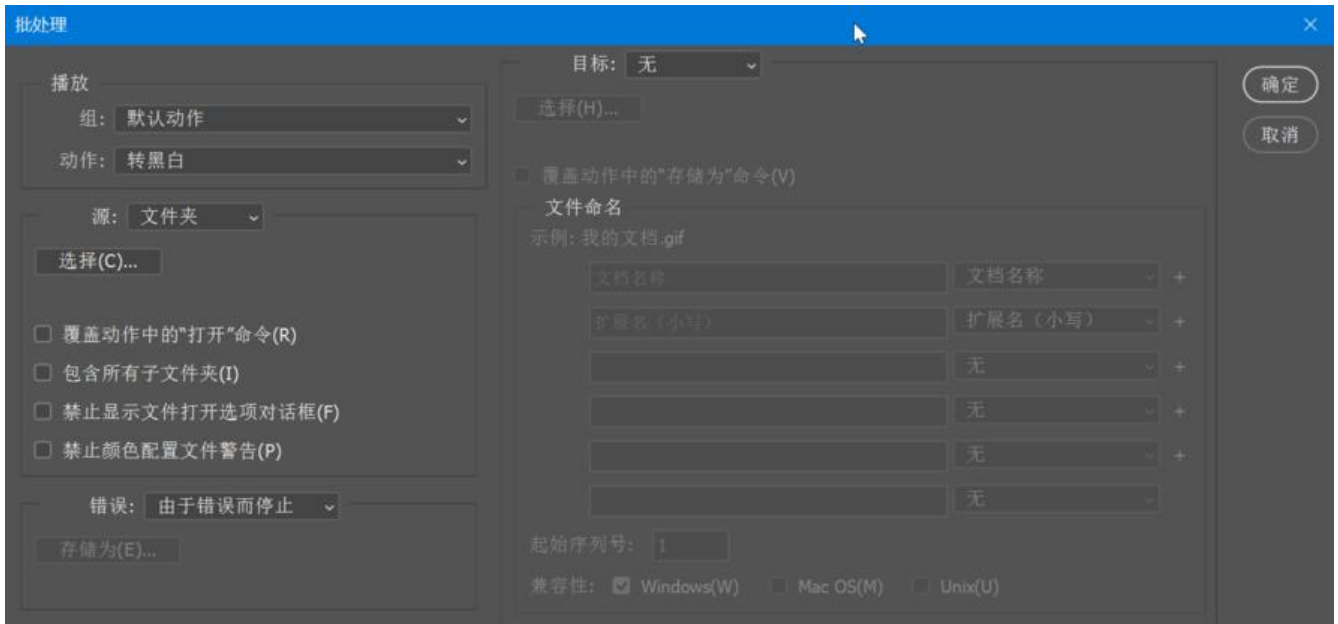 批处理
播放
组: 默认动作
动作: 转黑白
源: 文件夹
选择(C)...
覆盖动作中的"打开"命令(R)
包含所有子文件夹(I)
禁止显示文件打开选项对话框(F)
禁止颜色配置文件警告(P)
错误: 由于错误而停止
存储为(E)...
目标: 无
选择(H)...
覆盖动作中的"存储为"命令(V)
文件命名
示例: 我的文档.gif
文档名称 文档名称 +
扩展名（小写） 扩展名（小写） +
无 +
无 +
无 +
无
起始序列号: 1
兼容性: Windows(W) Mac OS(M) Unix(U)
确定
取消